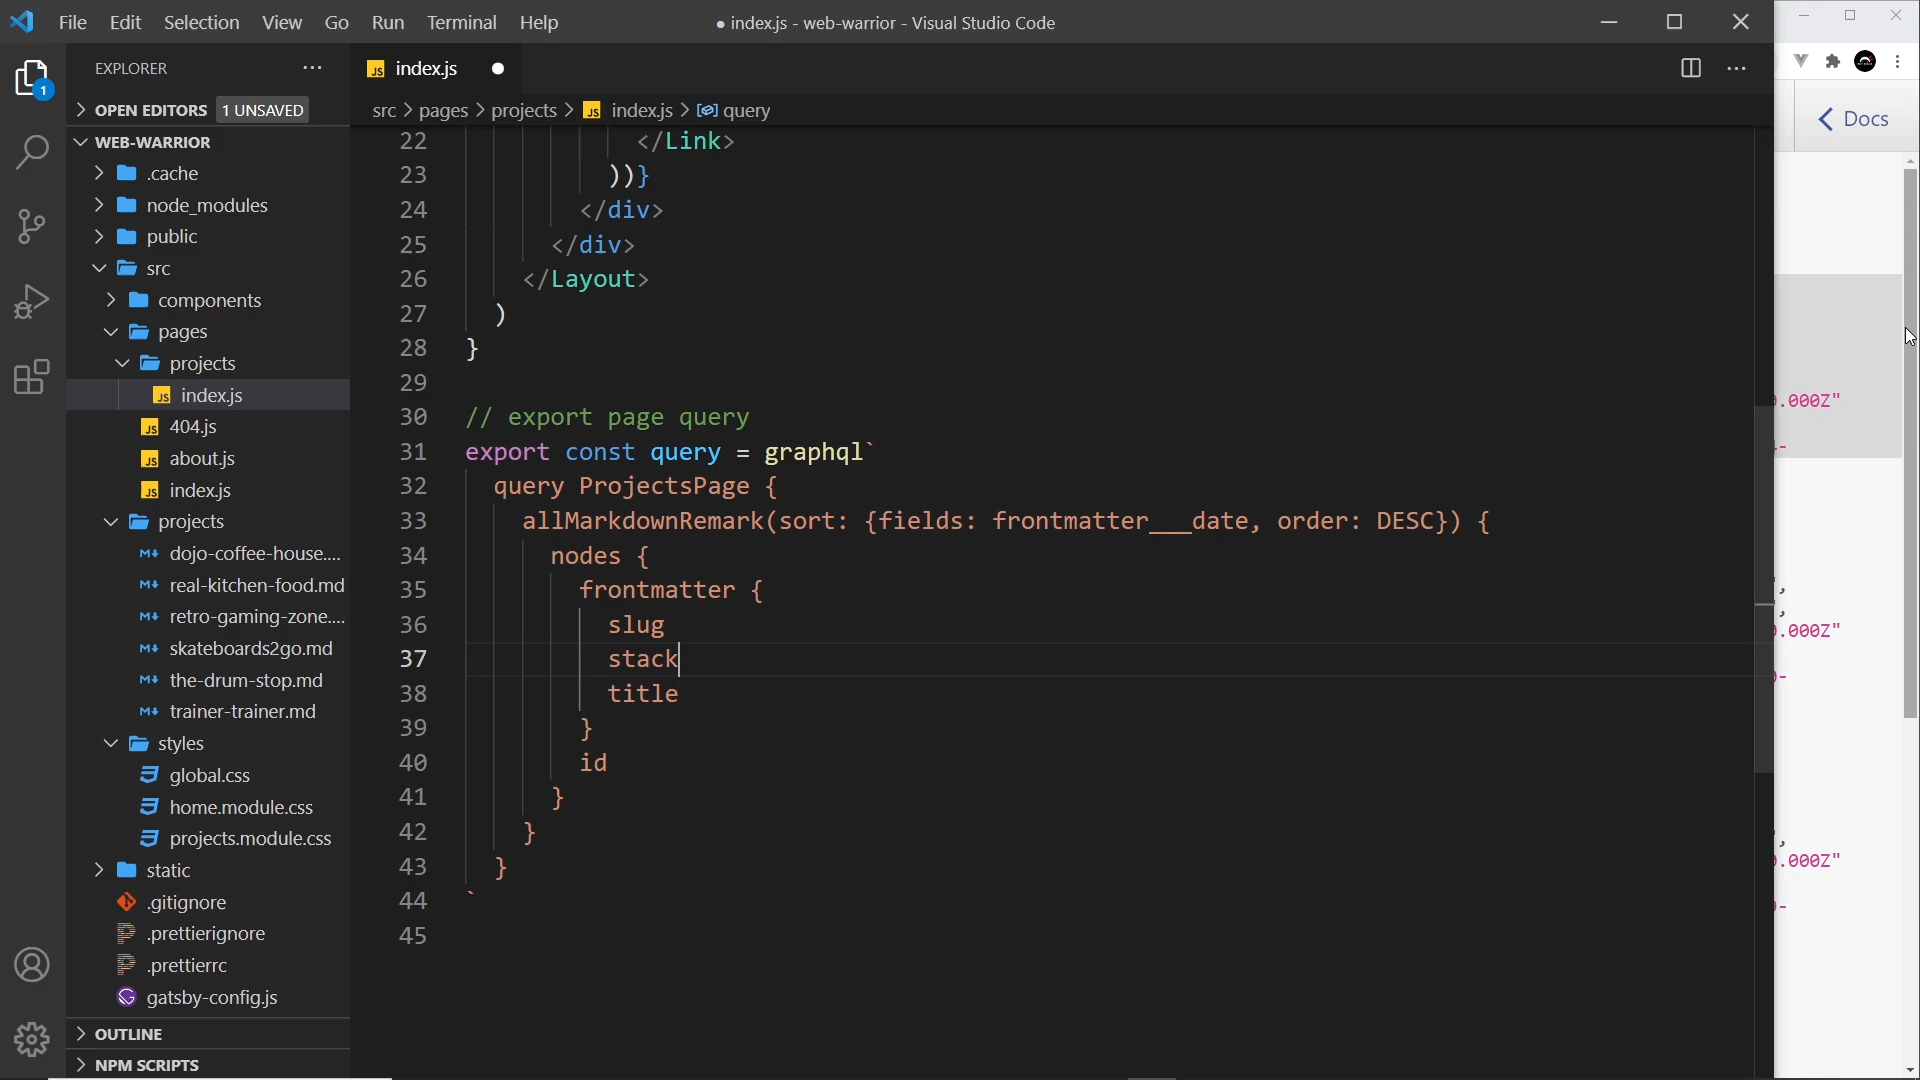 File Edit Selection View Go Run Terminal Help
● index.js - web-warrior - Visual Studio Code
EXPLORER
index.js
OPEN EDITORS 1 UNSAVED
src > pages > projects > index.js > query
Docs
WEB-WARRIOR
.cache
node_modules
public
src
components
pages
projects
index.js
404.js
about.js
index.js
projects
dojo-coffee-house....
real-kitchen-food.md
retro-gaming-zone....
skateboards2go.md
the-drum-stop.md
trainer-trainer.md
styles
global.css
home.module.css
projects.module.css
static
.gitignore
.prettierignore
.prettierrc
gatsby-config.js
OUTLINE
NPM SCRIPTS
1
22 </Link>
23 ))}
24 </div>
25 </div>
26 </Layout>
27 )
28 }
29
30 // export page query
31 export const query = graphql`
32 query ProjectsPage {
33 allMarkdownRemark(sort: {fields: frontmatter___date, order: DESC}) {
34 nodes {
35 frontmatter {
36 slug
37 stack
38 title
39 }
40 id
41 }
42 }
43 }
44 `
45
.000Z"
.000Z"
.000Z"